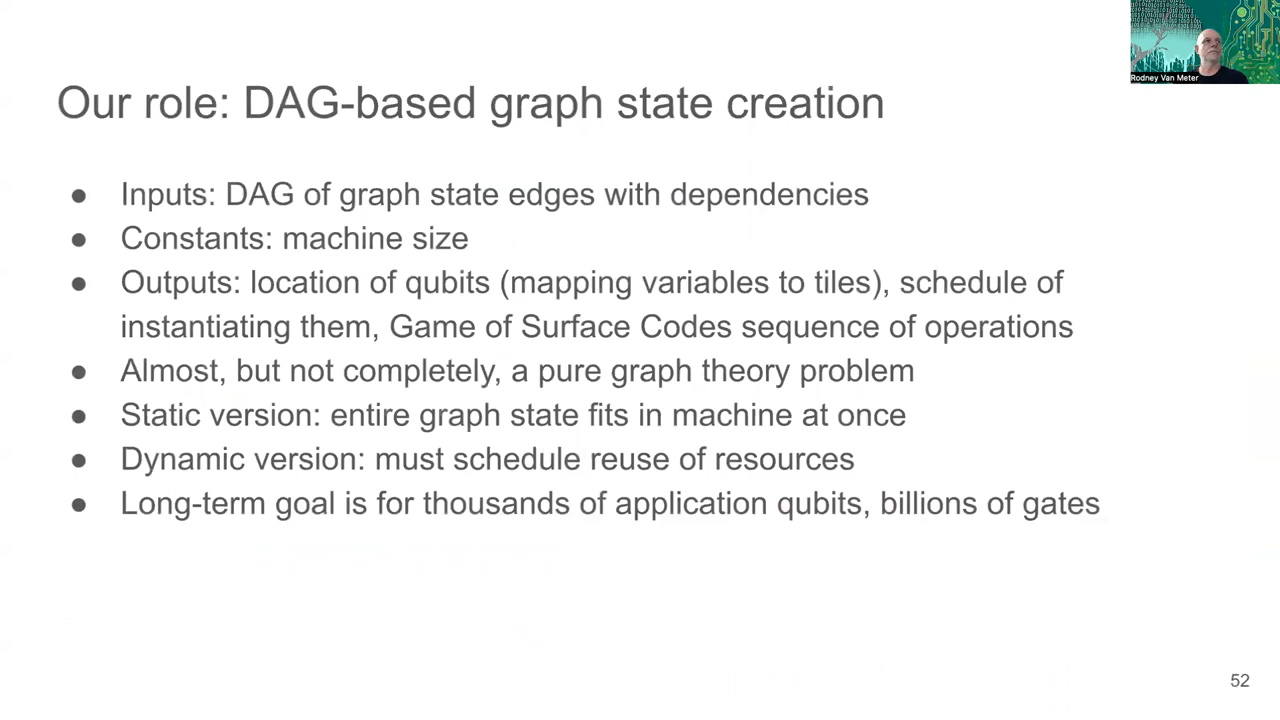 Rodney Van Meter
Our role: DAG-based graph state creation
● Inputs: DAG of graph state edges with dependencies
● Constants: machine size
● Outputs: location of qubits (mapping variables to tiles), schedule of
instantiating them, Game of Surface Codes sequence of operations
● Almost, but not completely, a pure graph theory problem
● Static version: entire graph state fits in machine at once
● Dynamic version: must schedule reuse of resources
● Long-term goal is for thousands of application qubits, billions of gates
52